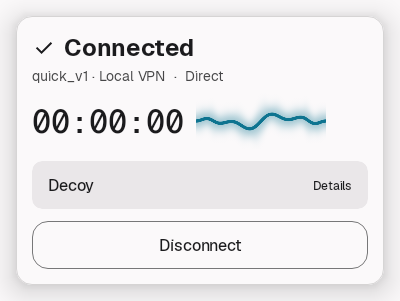 Connected
quick_v1 · Local VPN · Direct
00:00:00
Decoy Details
Disconnect